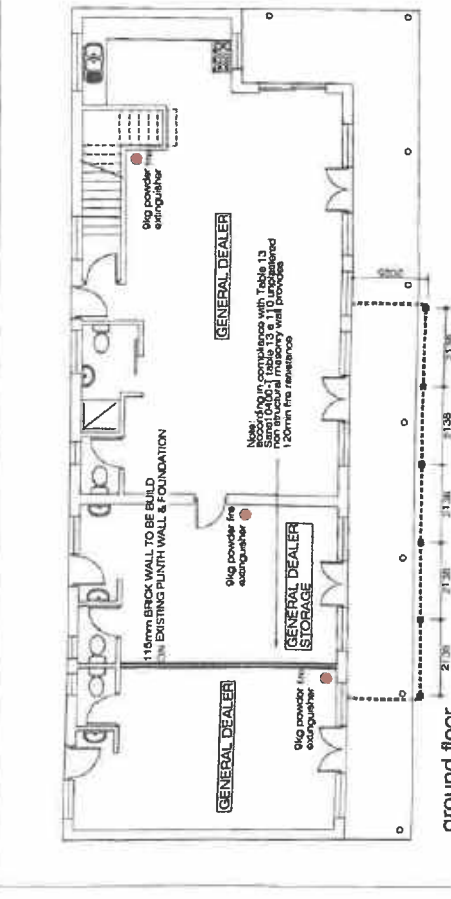 9kg powder
extinguisher
GENERAL DEALER
Note:
according in compliance with Table 13
Sans10400-T table 13 a 110 unplastered
non structural masonry wall provides
120min fire resistance
115mm BRICK WALL TO BE BUILD
ON EXISTING PLINTH WALL & FOUNDATION
9kg powder fire
extinguisher
GENERAL DEALER
STORAGE
9kg powder
extinguisher
GENERAL DEALER
2138
2138
2138
2138
ground floor